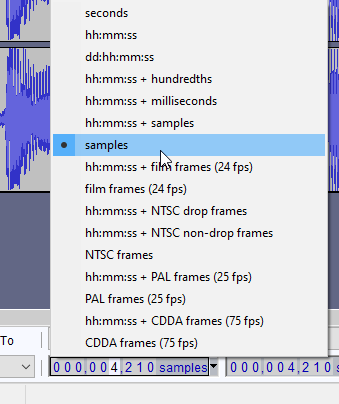 seconds
hh:mm:ss
dd:hh:mm:ss
hh:mm:ss + hundredths
hh:mm:ss + milliseconds
hh:mm:ss + samples
samples
hh:mm:ss + film frames (24 fps)
film frames (24 fps)
hh:mm:ss + NTSC drop frames
hh:mm:ss + NTSC non-drop frames
NTSC frames
hh:mm:ss + PAL frames (25 fps)
PAL frames (25 fps)
hh:mm:ss + CDDA frames (75 fps)
CDDA frames (75 fps)
To
000,004,210 samples 000,004,210 sam